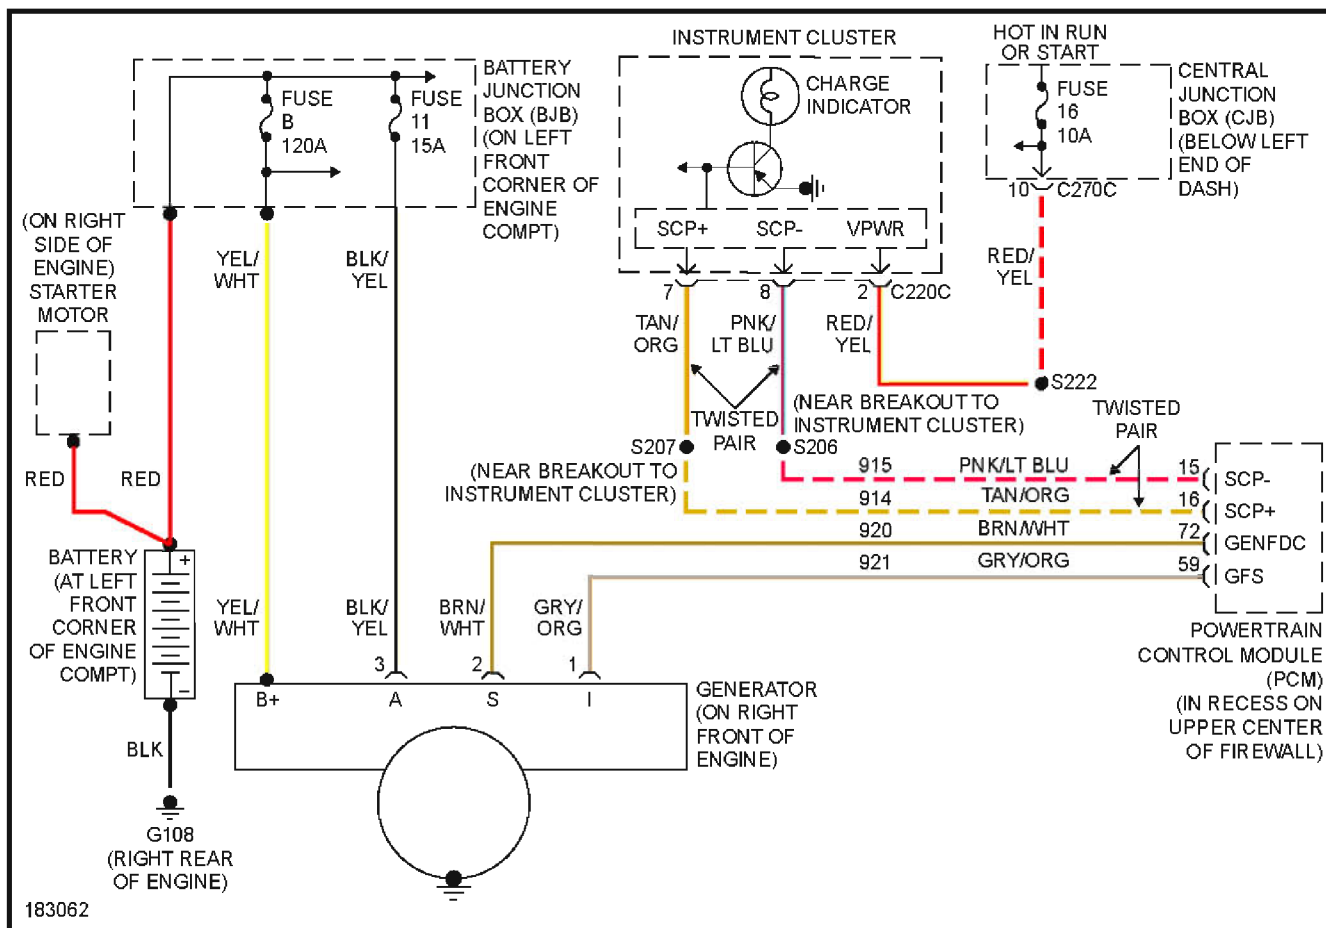 INSTRUMENT CLUSTER
HOT IN RUN
OR START
BATTERY
JUNCTION
BOX (BJB)
(ON LEFT
FRONT
CORNER OF
ENGINE
COMPT)
FUSE
B
120A
FUSE
11
15A
CHARGE
INDICATOR
FUSE
16
10A
CENTRAL
JUNCTION
BOX (CJB)
(BELOW LEFT
END OF
DASH)
10
C270C
SCP+
SCP-
VPWR
(ON RIGHT
SIDE OF
ENGINE)
STARTER
MOTOR
YEL/
WHT
BLK/
YEL
RED/
YEL
7
8
2
C220C
TAN/
ORG
PNK/
LT BLU
RED/
YEL
S222
TWISTED
PAIR
(NEAR BREAKOUT TO
INSTRUMENT CLUSTER)
TWISTED
PAIR
S207
S206
(NEAR BREAKOUT TO
INSTRUMENT CLUSTER)
RED
RED
915 PNK/LT BLU 15
SCP-
914 TAN/ORG 16
SCP+
920 BRN/WHT 72
GENFDC
921 GRY/ORG 59
GFS
BATTERY
(AT LEFT
FRONT
CORNER
OF ENGINE
COMPT)
+
–
YEL/
WHT
BLK/
YEL
BRN/
WHT
GRY/
ORG
3
2
1
B+
A
S
I
GENERATOR
(ON RIGHT
FRONT OF
ENGINE)
POWERTRAIN
CONTROL MODULE
(PCM)
(IN RECESS ON
UPPER CENTER
OF FIREWALL)
BLK
G108
(RIGHT REAR
OF ENGINE)
183062